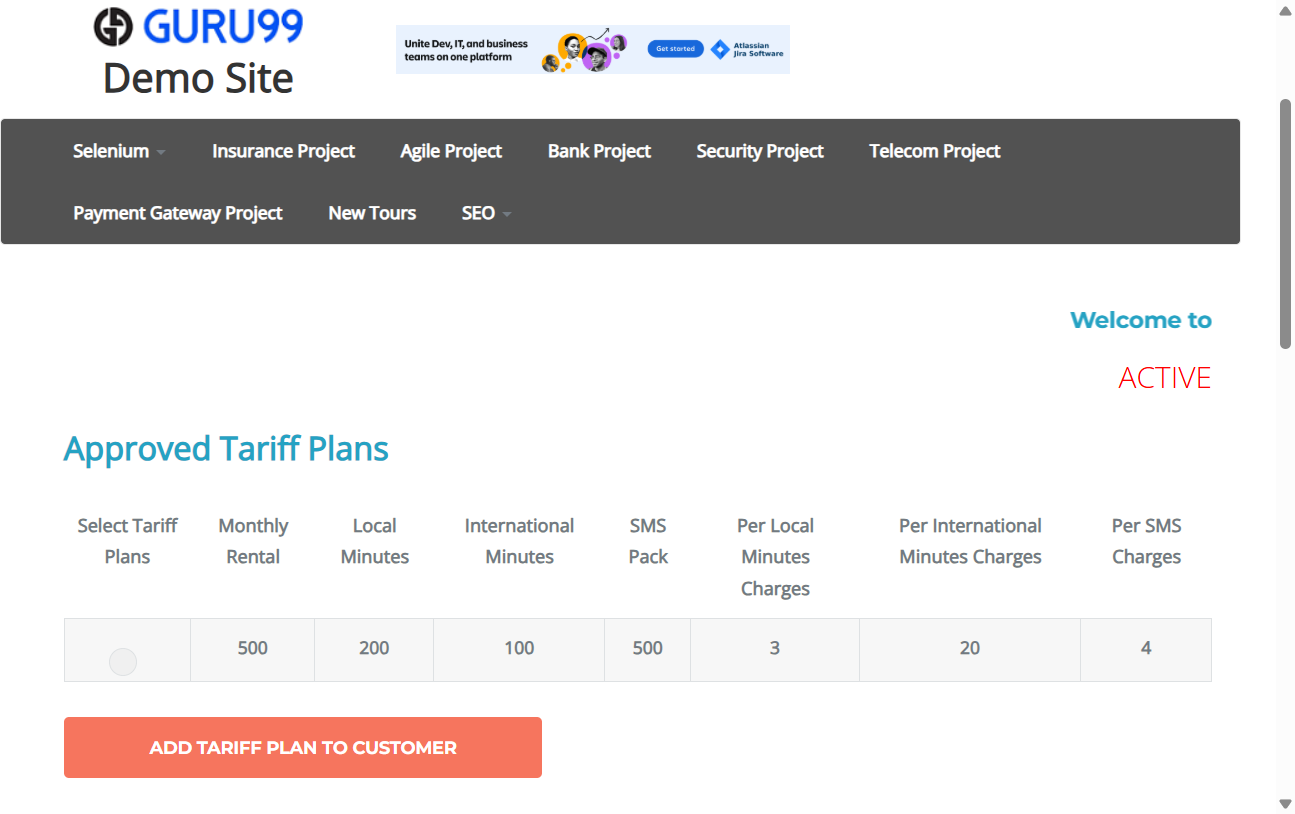 GURU99
Demo Site
Unite Dev, IT, and business
teams on one platform
Get started
Atlassian
Jira Software
Selenium Insurance Project Agile Project Bank Project Security Project Telecom Project
Payment Gateway Project New Tours SEO
Welcome to
ACTIVE
Approved Tariff Plans
Select Tariff Monthly Local International SMS Per Local Per International Per SMS
Plans Rental Minutes Minutes Pack Minutes Minutes Charges Charges
Charges
500 200 100 500 3 20 4
ADD TARIFF PLAN TO CUSTOMER